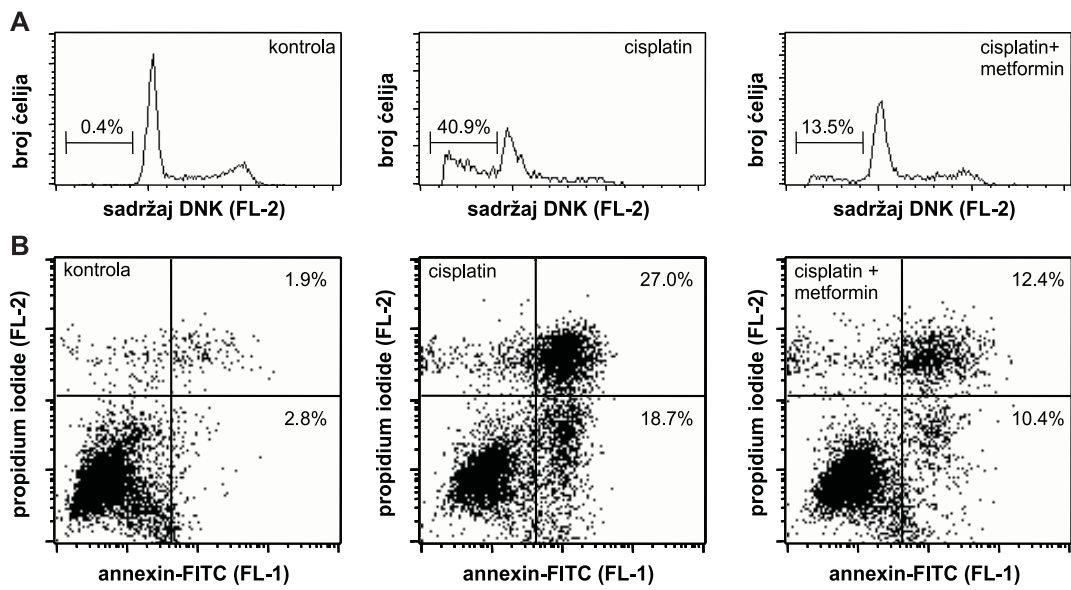 A
kontrola
0.4%
broj ćelija
sadržaj DNK (FL-2)
cisplatin
40.9%
broj ćelija
sadržaj DNK (FL-2)
cisplatin+
metformin
13.5%
broj ćelija
sadržaj DNK (FL-2)
B
kontrola
1.9%
2.8%
propidium iodide (FL-2)
annexin-FITC (FL-1)
cisplatin
27.0%
18.7%
propidium iodide (FL-2)
annexin-FITC (FL-1)
cisplatin +
metformin
12.4%
10.4%
propidium iodide (FL-2)
annexin-FITC (FL-1)